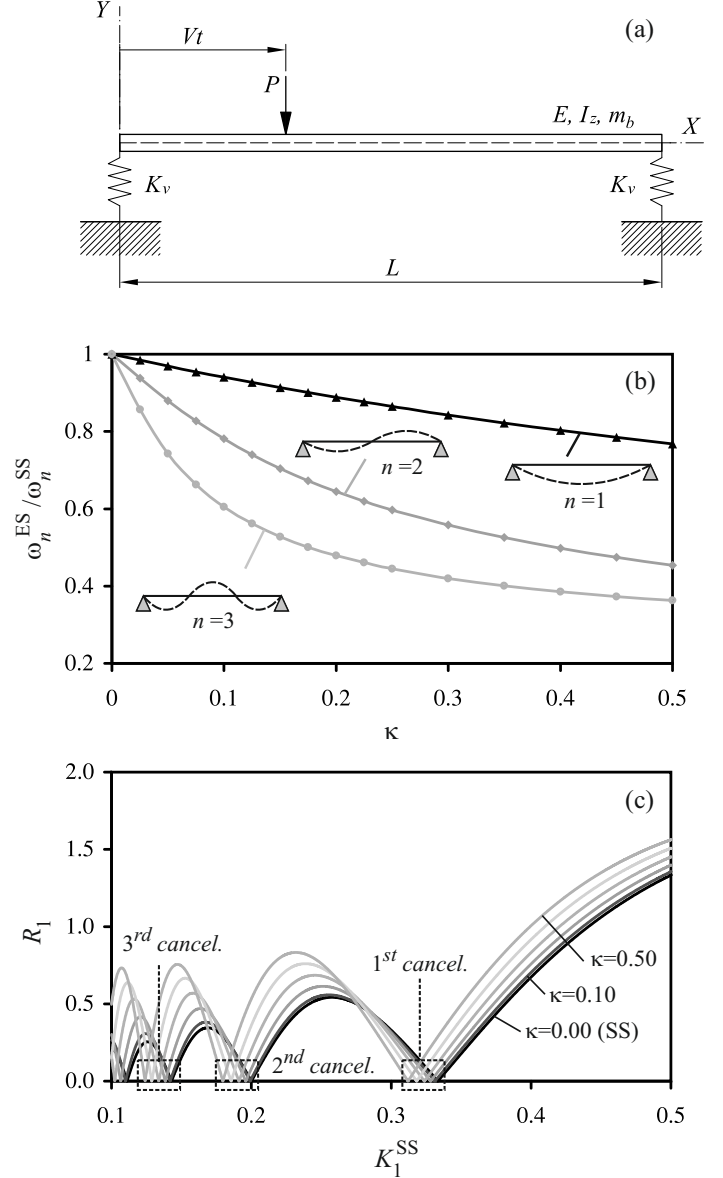 Y
(a)
Vt
P
E, I_z, m_b
X
K_v
K_v
L
1
(b)
0.8
0.6
0.4
0.2
ω_n^ES/ω_n^SS
n=2
n=1
n=3
0
0.1
0.2
0.3
0.4
0.5
κ
2.0
(c)
1.5
1.0
0.5
0.0
R_1
3^rd cancel.
1^st cancel.
2^nd cancel.
κ=0.50
κ=0.10
κ=0.00 (SS)
0.1
0.2
0.3
0.4
0.5
K_1^SS